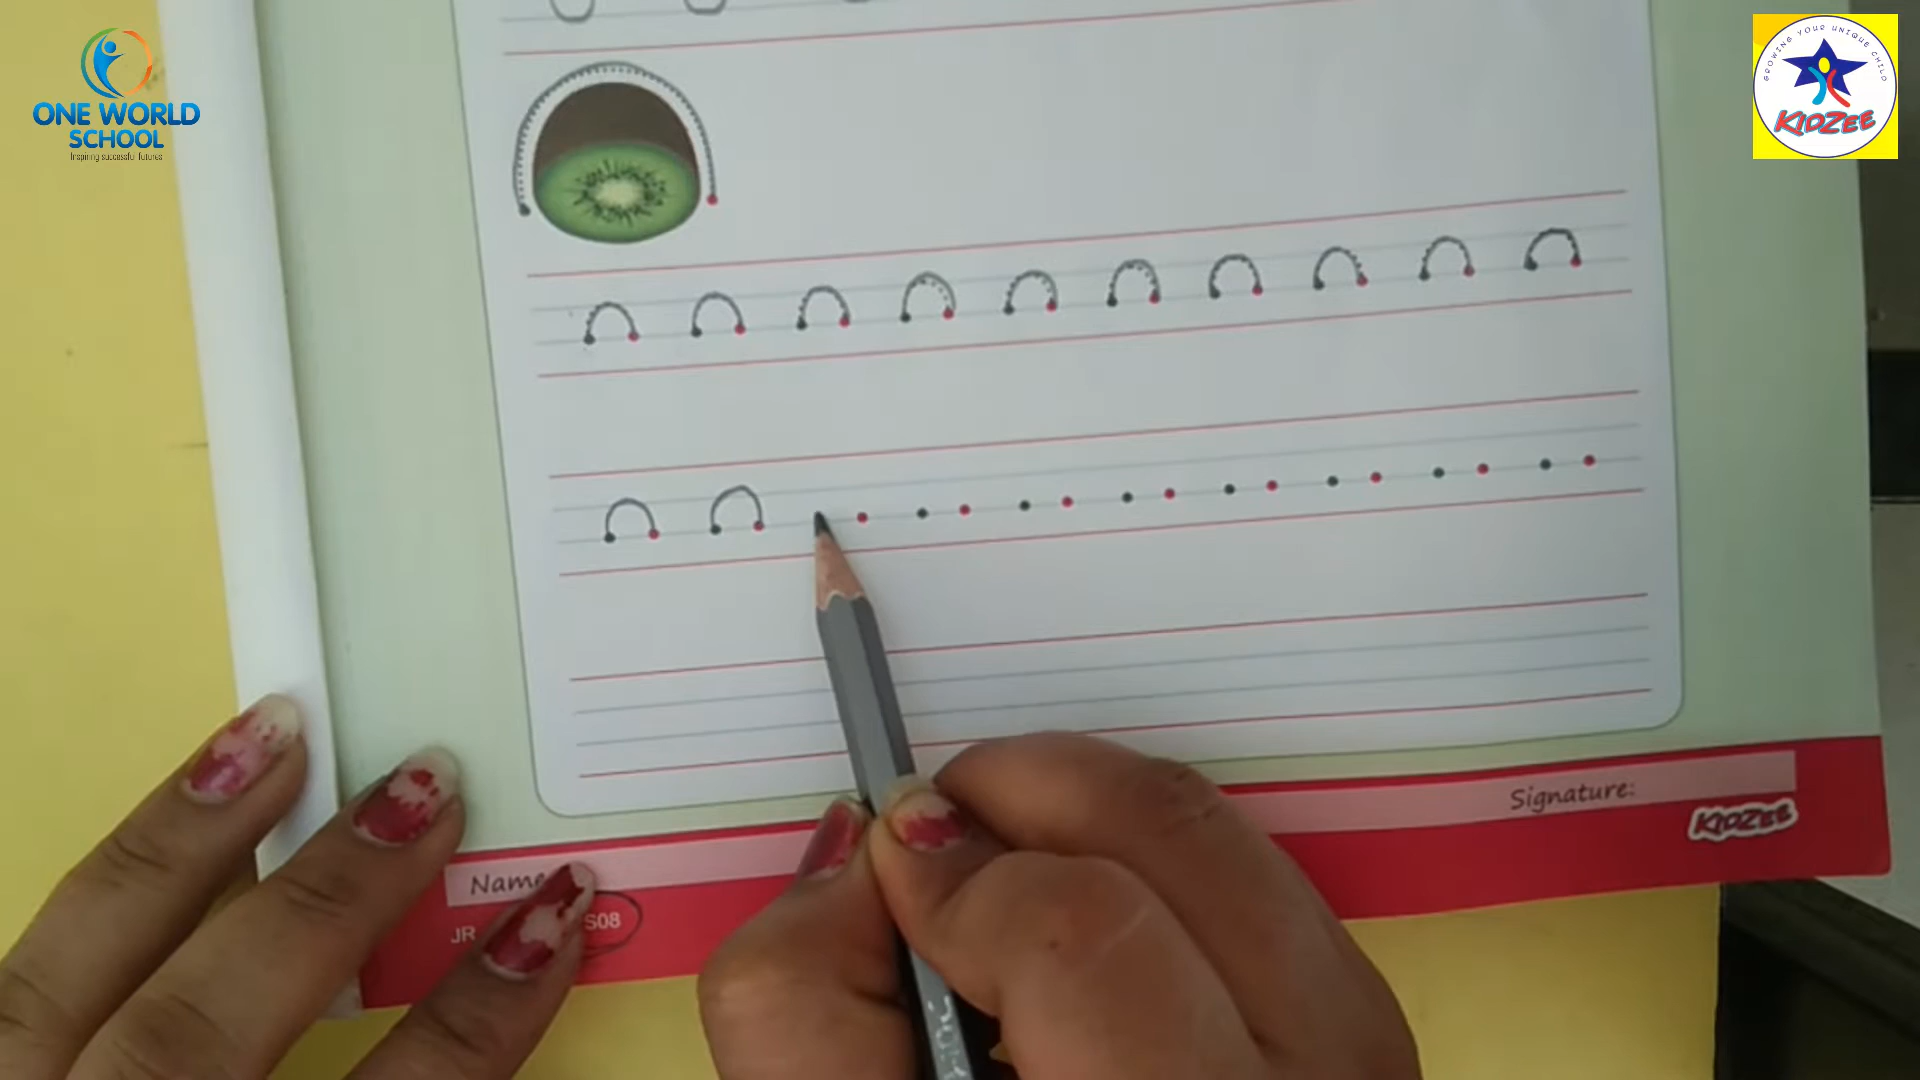 ONE WORLD
SCHOOL
Inspiring successful futures
GROWING YOUR UNIQUE CHILD
KIDZEE
Signature:
KIDZEE
Name
JR
S08